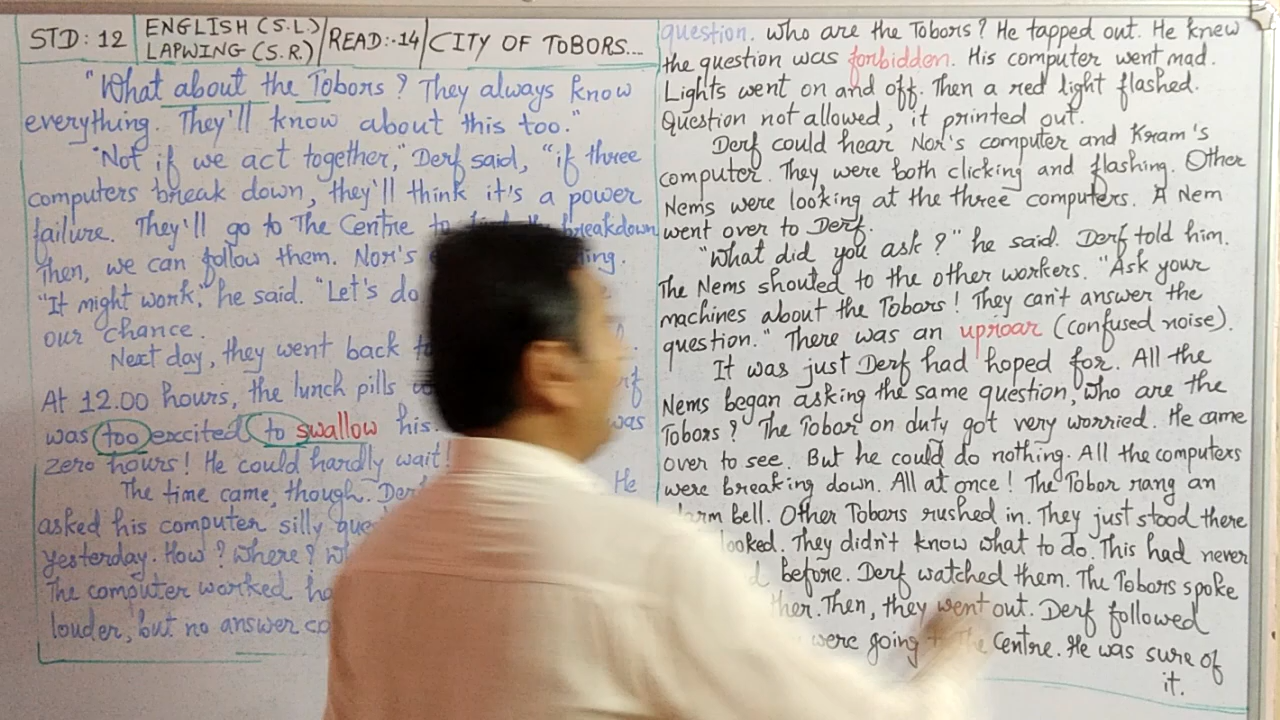 STD: 12 ENGLISH (S.L.) LAPWING (S.R.) READ:-14 CITY OF TOBORS...
"What about the Tobors? They always know
everything. They'll know about this too."
"Not if we act together," Derf said, "if three
computers break down, they'll think it's a power
failure. They'll go to The Centre to breakdown
Then, we can follow them. Nor's
"It might work," he said. "Let's do
our chance.
Next day, they went back
At 12.00 hours, the lunch pills
was too excited to swallow his. was
zero hours! He could hardly wait!
The time came, though. He
asked his computer silly
yesterday. How? Where?
The computer worked
louder, but no answer
question. Who are the Tobors? He tapped out. He knew
the question was forbidden. His computer went mad.
Lights went on and off. Then a red light flashed.
Question not allowed, it printed out.
Derf could hear Nor's computer and Kram's
computer. They were both clicking and flashing. Other
Nems were looking at the three computers. A Nem
went over to Derf.
"What did you ask?" he said. Derf told him.
The Nems shouted to the other workers. "Ask your
machines about the Tobors! They can't answer the
question." There was an uproar (confused noise).
It was just Derf had hoped for. All the
Nems began asking the same question, who are the
Tobors? The Tobor on duty got very worried. He came
over to see. But he could do nothing. All the computers
were breaking down. All at once! The Tobor rang an
bell. Other Tobors rushed in. They just stood there
looked. They didn't know what to do. This had never
before. Derf watched them. The Tobors spoke
Then, they went out. Derf followed
were going Centre. He was sure of
it.